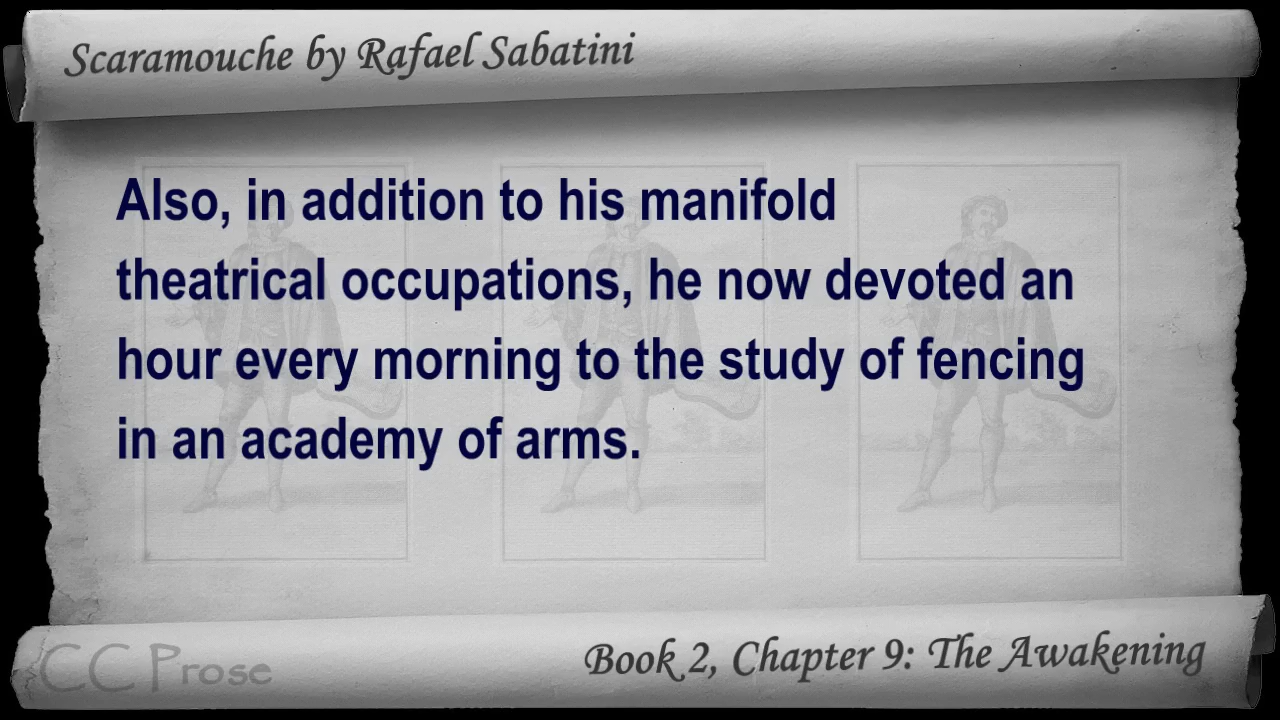 Scaramouche by Rafael Sabatini
Also, in addition to his manifold
theatrical occupations, he now devoted an
hour every morning to the study of fencing
in an academy of arms.
CC Prose
Book 2, Chapter 9: The Awakening